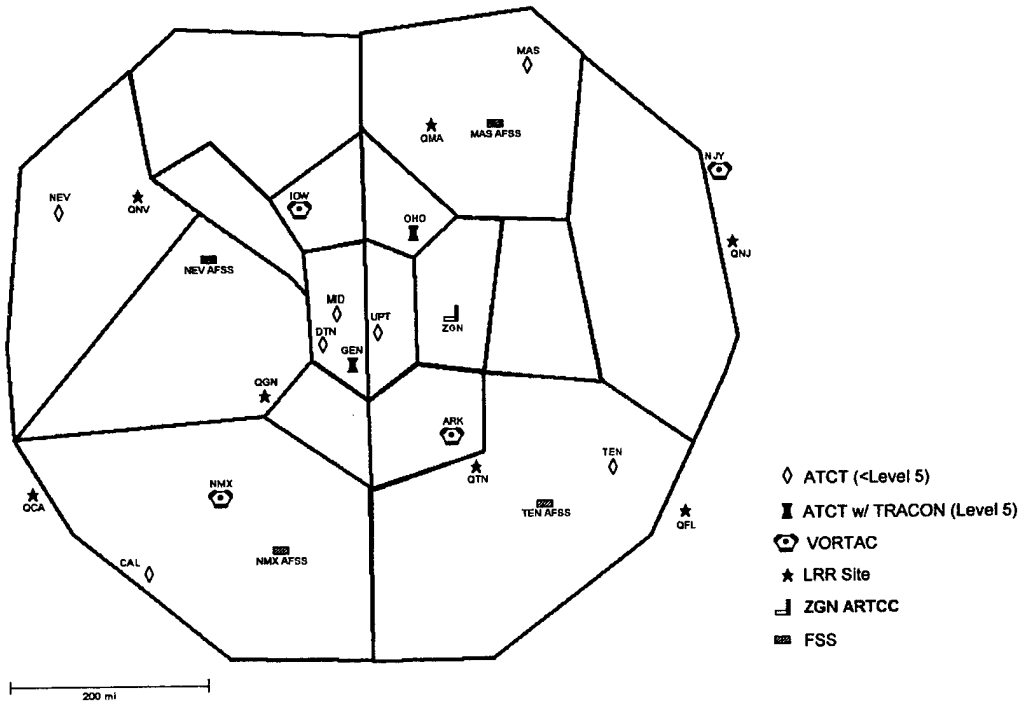 MAS
QMA
MAS AFSS
NJY
NEV
QNV
IOW
OHO
QNJ
NEV AFSS
MID
UPT
ZGN
DTN
GEN
QGN
ARK
TEN
QTN
NMX
QCA
TEN AFSS
QFL
NMX AFSS
CAL
ATCT (<Level 5)
ATCT w/ TRACON (Level 5)
VORTAC
LRR Site
ZGN ARTCC
FSS
200 mi